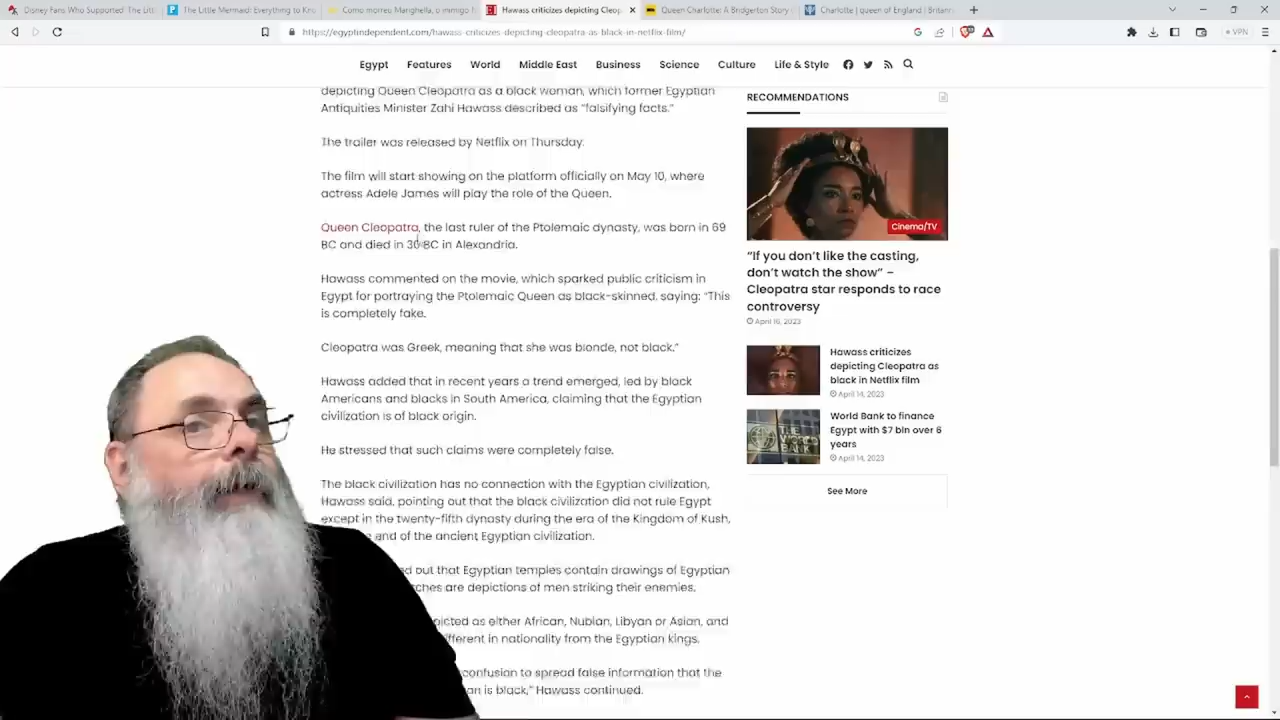 Disney Fans Who Supported The Littl
The Little Mermaid: Everything to Kno
Como morreu Marighella, o inimigo N
Hawass criticizes depicting Cleop
Queen Charlotte: A Bridgerton Story
Charlotte | queen of England | Britann
https://egyptindependent.com/hawass-criticizes-depicting-cleopatra-as-black-in-netflix-film/
VPN
Egypt Features World Middle East Business Science Culture Life & Style
depicting Queen Cleopatra as a black woman, which former Egyptian
Antiquities Minister Zahi Hawass described as “falsifying facts.”
The trailer was released by Netflix on Thursday.
The film will start showing on the platform officially on May 10, where
actress Adele James will play the role of the Queen.
Queen Cleopatra, the last ruler of the Ptolemaic dynasty, was born in 69
BC and died in 30 BC in Alexandria.
Hawass commented on the movie, which sparked public criticism in
Egypt for portraying the Ptolemaic Queen as black-skinned, saying: “This
is completely fake.
Cleopatra was Greek, meaning that she was blonde, not black.”
Hawass added that in recent years a trend emerged, led by black
Americans and blacks in South America, claiming that the Egyptian
civilization is of black origin.
He stressed that such claims were completely false.
The black civilization has no connection with the Egyptian civilization,
Hawass said, pointing out that the black civilization did not rule Egypt
except in the twenty-fifth dynasty during the era of the Kingdom of Kush,
end of the ancient Egyptian civilization.
out that Egyptian temples contain drawings of Egyptian
are depictions of men striking their enemies.
as either African, Nubian, Libyan or Asian, and
in nationality from the Egyptian kings.
confusion to spread false information that the
is black,” Hawass continued.
RECOMMENDATIONS
Cinema/TV
“If you don’t like the casting,
don’t watch the show” –
Cleopatra star responds to race
controversy
April 16, 2023
Hawass criticizes
depicting Cleopatra as
black in Netflix film
April 14, 2023
THE WORLD BANK
World Bank to finance
Egypt with $7 bln over 6
years
April 14, 2023
See More